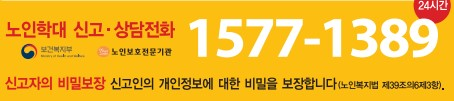 24시간
노인학대 신고·상담전화 1577-1389
보건복지부 노인보호전문기관
신고자의 비밀보장 신고인의 개인정보에 대한 비밀을 보장합니다(노인복지법 제39조의6제3항).